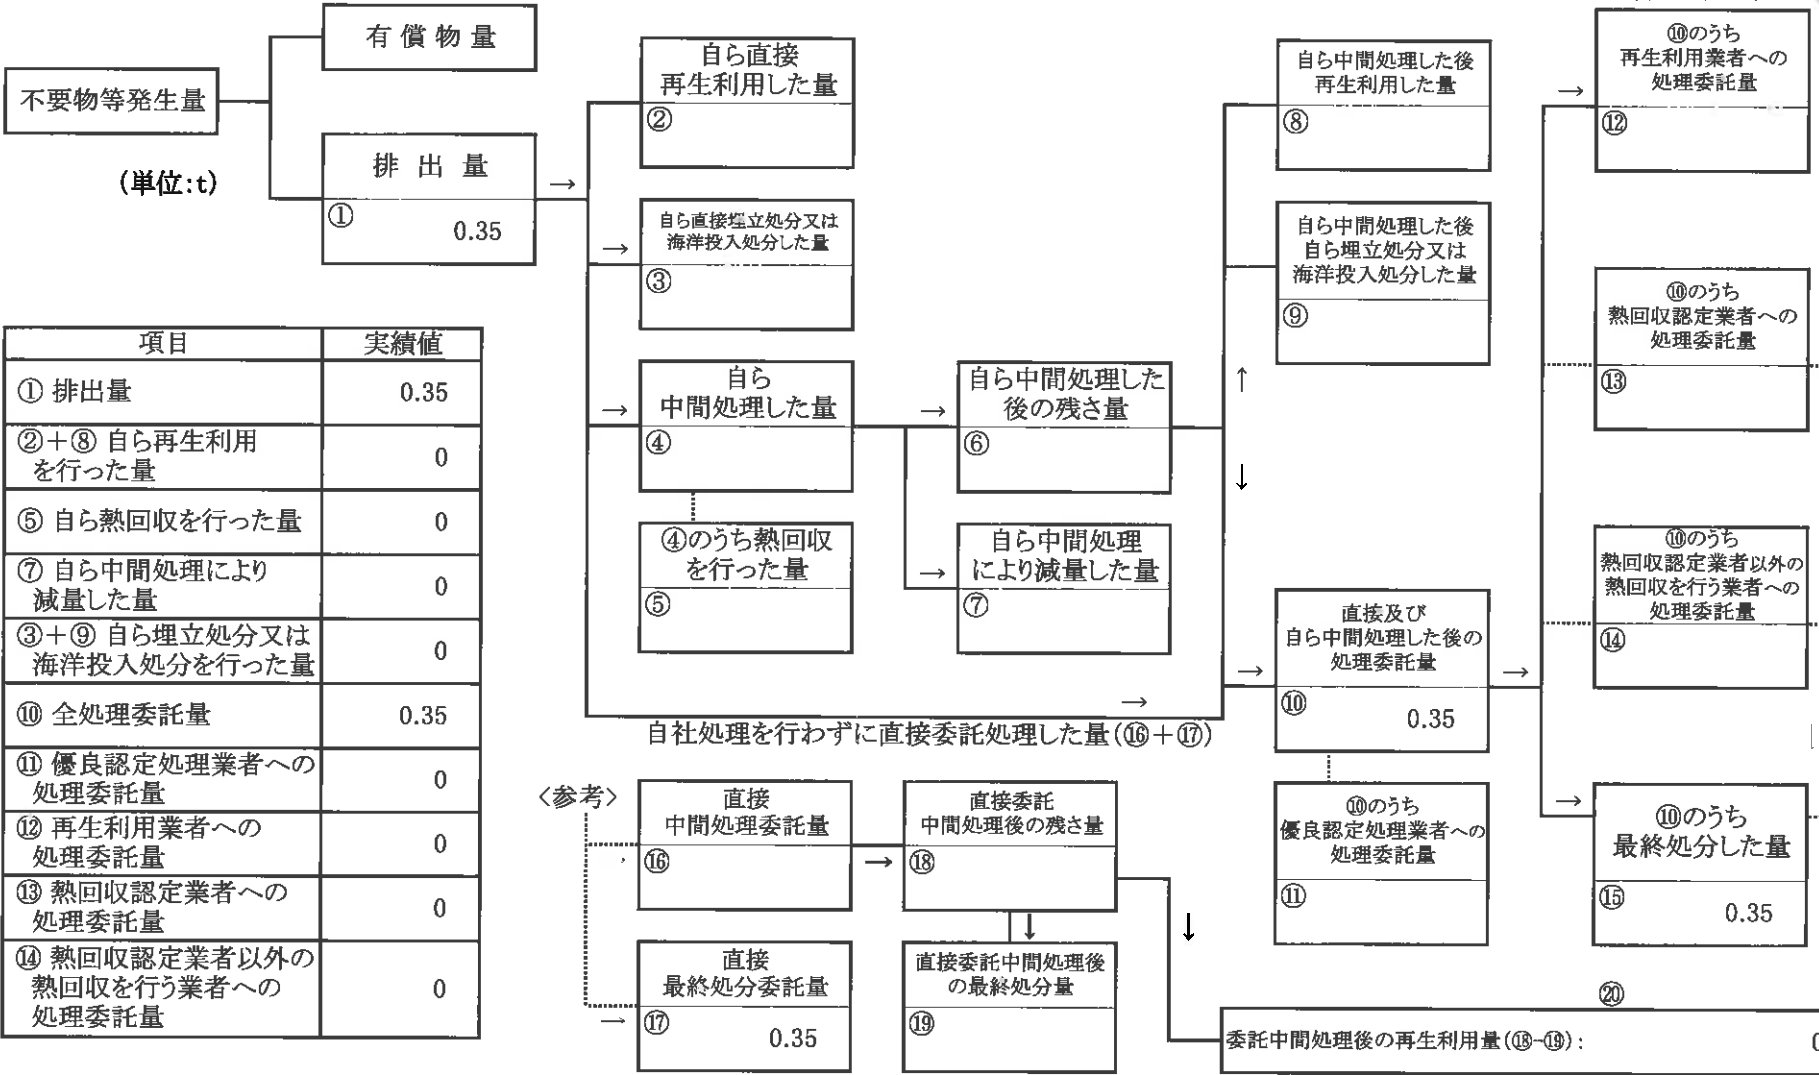 有償物量
不要物等発生量
(単位:t)
排出量
①
0.35
→
自ら直接
再生利用した量
②
自ら直接埋立処分又は
海洋投入処分した量
→
③
自ら
中間処理した量
→
④
④のうち熱回収
を行った量
⑤
自ら中間処理した
後の残さ量
→
⑥
自ら中間処理
により減量した量
→
⑦
自ら中間処理した後
再生利用した量
⑧
自ら中間処理した後
自ら埋立処分又は
海洋投入処分した量
⑨
↑
↓
直接及び
自ら中間処理した後の
処理委託量
→
⑩
0.35
→
⑩のうち
優良認定処理業者への
処理委託量
⑪
⑩のうち
再生利用業者への
処理委託量
→
⑫
⑩のうち
熱回収認定業者への
処理委託量
⑬
⑩のうち
熱回収認定業者以外の
熱回収を行う業者への
処理委託量
⑭
⑩のうち
最終処分した量
→
⑮
0.35
→
自社処理を行わずに直接委託処理した量(⑯+⑰)
項目 実績値
① 排出量 0.35
②+⑧ 自ら再生利用
を行った量 0
⑤ 自ら熱回収を行った量 0
⑦ 自ら中間処理により
減量した量 0
③+⑨ 自ら埋立処分又は
海洋投入処分を行った量 0
⑩ 全処理委託量 0.35
⑪ 優良認定処理業者への
処理委託量 0
⑫ 再生利用業者への
処理委託量 0
⑬ 熱回収認定業者への
処理委託量 0
⑭ 熱回収認定業者以外の
熱回収を行う業者への
処理委託量 0
〈参考〉
直接
中間処理委託量
⑯
→
直接委託
中間処理後の残さ量
⑱
↓
直接
最終処分委託量
→
⑰
0.35
直接委託中間処理後
の最終処分量
⑲
↓
⑳
委託中間処理後の再生利用量(⑱-⑲):